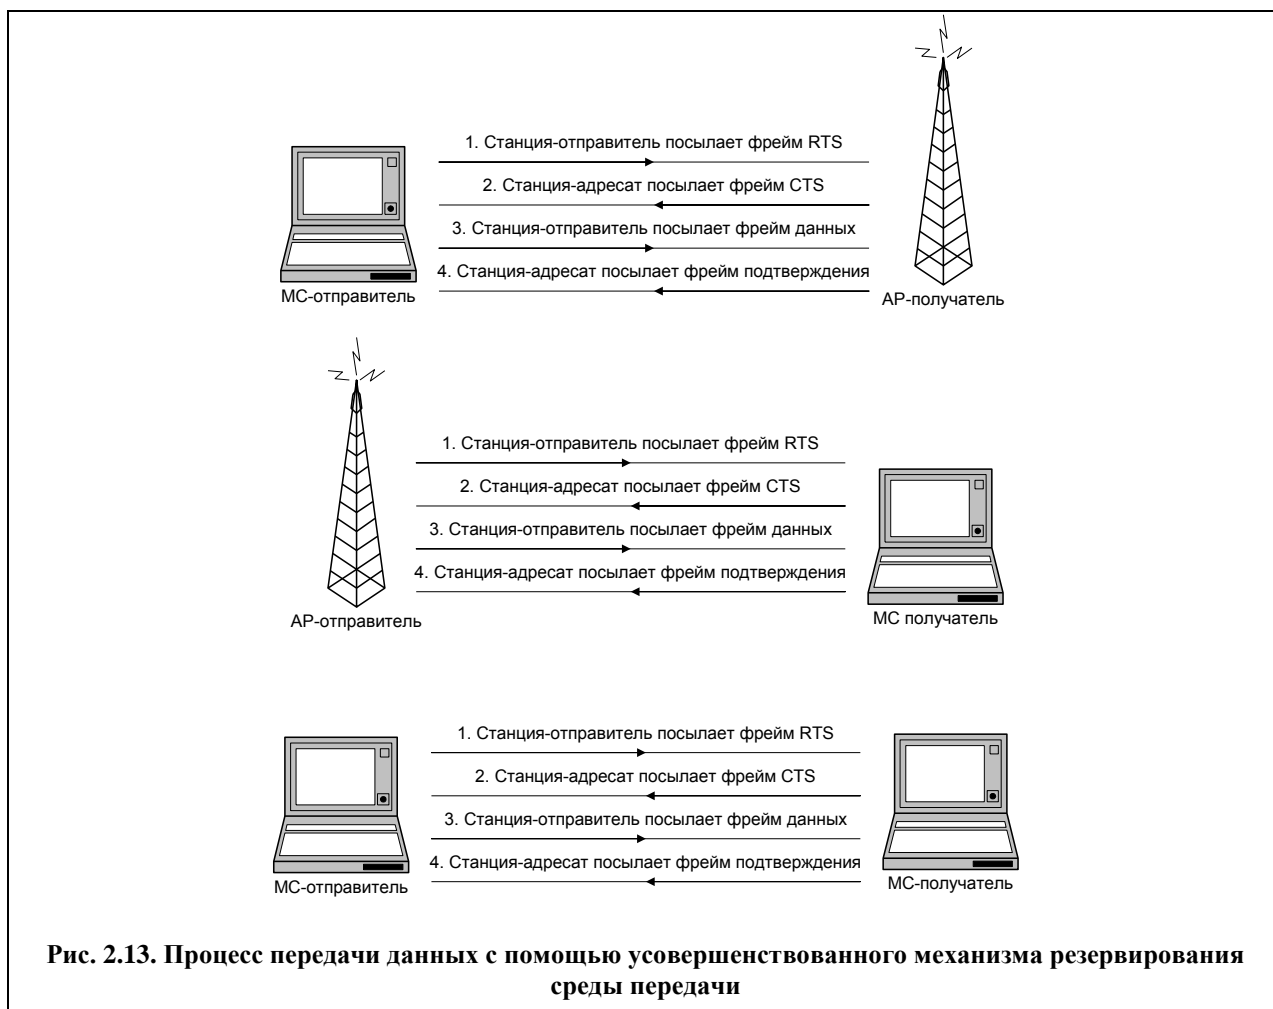 1. Станция-отправитель посылает фрейм RTS
2. Станция-адресат посылает фрейм CTS
3. Станция-отправитель посылает фрейм данных
4. Станция-адресат посылает фрейм подтверждения
МС-отправитель
АР-получатель
1. Станция-отправитель посылает фрейм RTS
2. Станция-адресат посылает фрейм CTS
3. Станция-отправитель посылает фрейм данных
4. Станция-адресат посылает фрейм подтверждения
АР-отправитель
МС получатель
1. Станция-отправитель посылает фрейм RTS
2. Станция-адресат посылает фрейм CTS
3. Станция-отправитель посылает фрейм данных
4. Станция-адресат посылает фрейм подтверждения
МС-отправитель
МС-получатель
Рис. 2.13. Процесс передачи данных с помощью усовершенствованного механизма резервирования
среды передачи